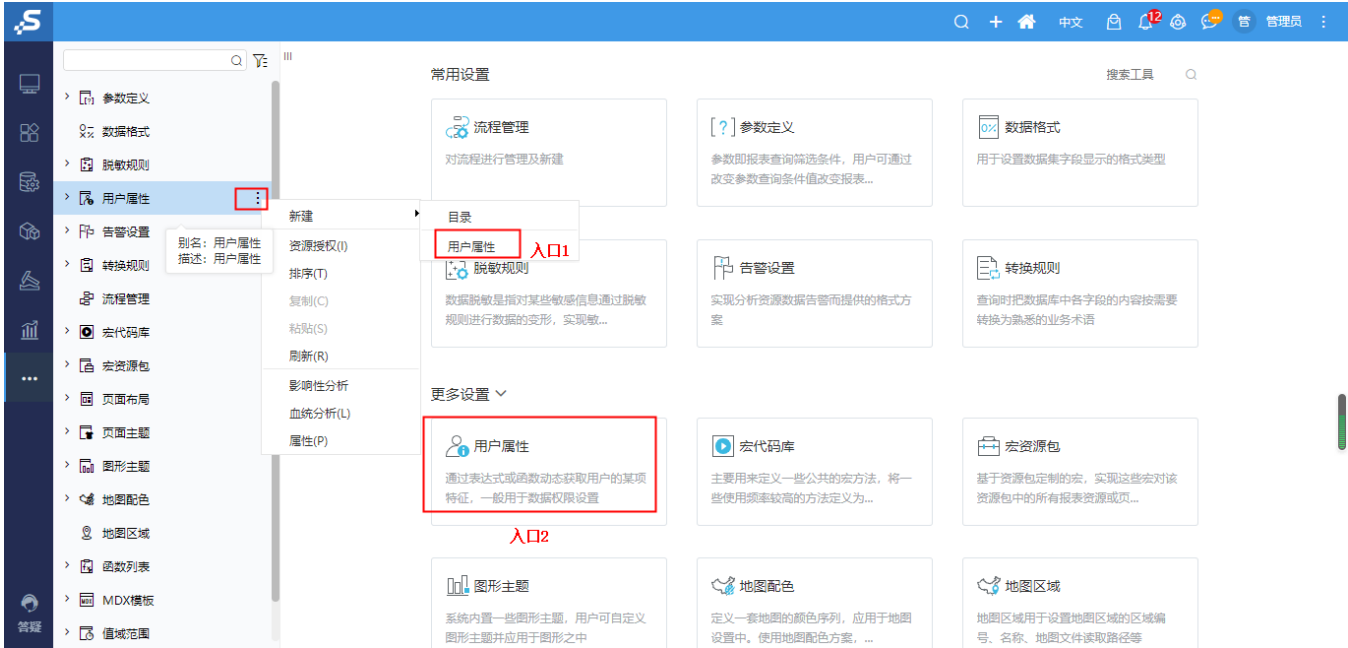 中文
12
管
管理员
常用设置
搜索工具
参数定义
数据格式
脱敏规则
用户属性
告警设置
转换规则
流程管理
宏代码库
宏资源包
页面布局
页面主题
图形主题
地图配色
地图区域
函数列表
MDX模板
值域范围
答疑
别名：用户属性
描述：用户属性
新建
资源授权(I)
排序(T)
复制(C)
粘贴(S)
刷新(R)
影响性分析
血统分析(L)
属性(P)
目录
用户属性
入口1
流程管理
对流程进行管理及新建
参数定义
参数即报表查询筛选条件，用户可通过
改变参数查询条件值改变报表...
数据格式
用于设置数据集字段显示的格式类型
脱敏规则
数据脱敏是指对某些敏感信息通过脱敏
规则进行数据的变形，实现敏...
告警设置
实现分析资源数据告警而提供的格式方
案
转换规则
查询时把数据库中各字段的内容按需要
转换为熟悉的业务术语
更多设置
用户属性
通过表达式或函数动态获取用户的某项
特征，一般用于数据权限设置
入口2
宏代码库
主要用来定义一些公共的宏方法，将一
些使用频率较高的方法定义为...
宏资源包
基于资源包定制的宏，实现这些宏对该
资源包中的所有报表资源或页...
图形主题
系统内置一些图形主题，用户可自定义
图形主题并应用于图形之中
地图配色
定义一套地图的颜色序列，应用于地图
设置中。使用地图配色方案，...
地图区域
地图区域用于设置地图区域的区域编
号、名称、地图文件读取路径等